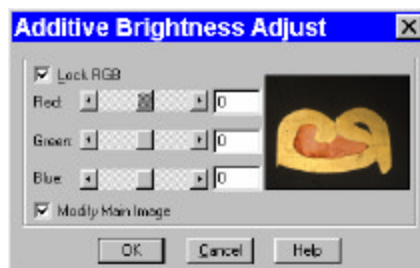 Additive Brightness Adjust
Lock RGB
Red: 0
Green: 0
Blue: 0
Modify Main Image
OK Cancel Help